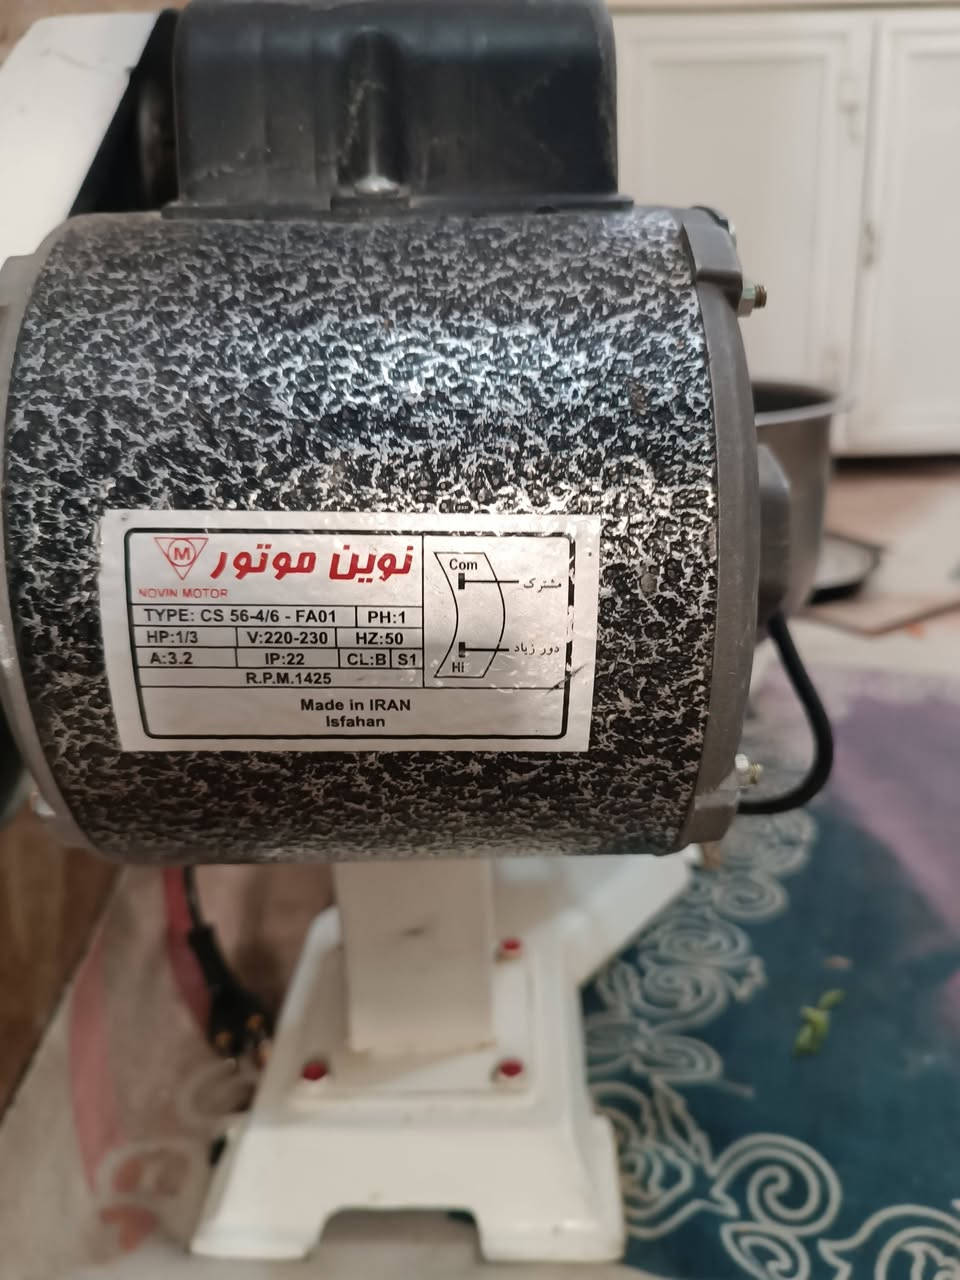 M
نوین موتور
NOVIN MOTOR
TYPE: CS 56-4/6 - FA01 PH:1
HP:1/3 V:220-230 HZ:50
A:3.2 IP:22 CL:B S1
R.P.M.1425
Com
مشترک
دور زیاد
Hi
Made in IRAN
Isfahan